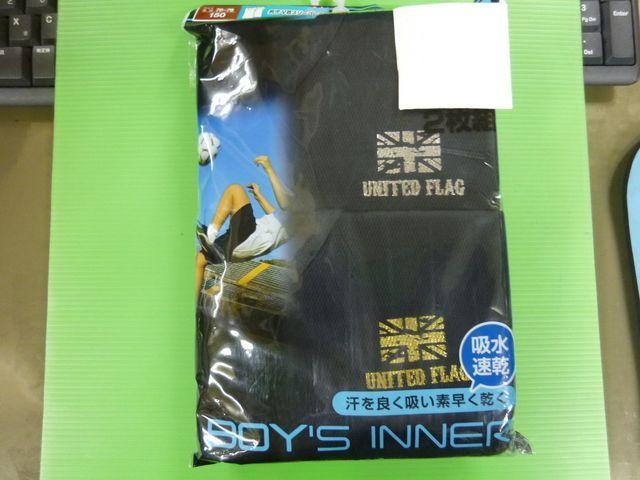 150
2枚組
UNITED FLAG
UNITED FLAG
吸水
速乾
汗を良く吸い素早く乾く
BOY'S INNER